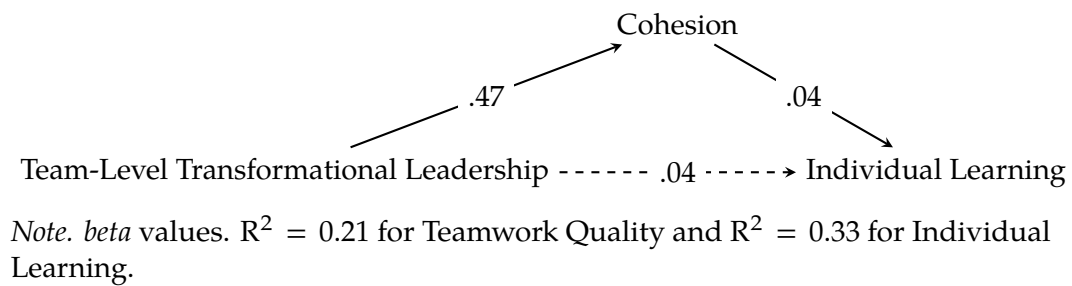 Cohesion
.47
.04
Team-Level Transformational Leadership
.04
Individual Learning
Note. beta values. R² = 0.21 for Teamwork Quality and R² = 0.33 for Individual
Learning.